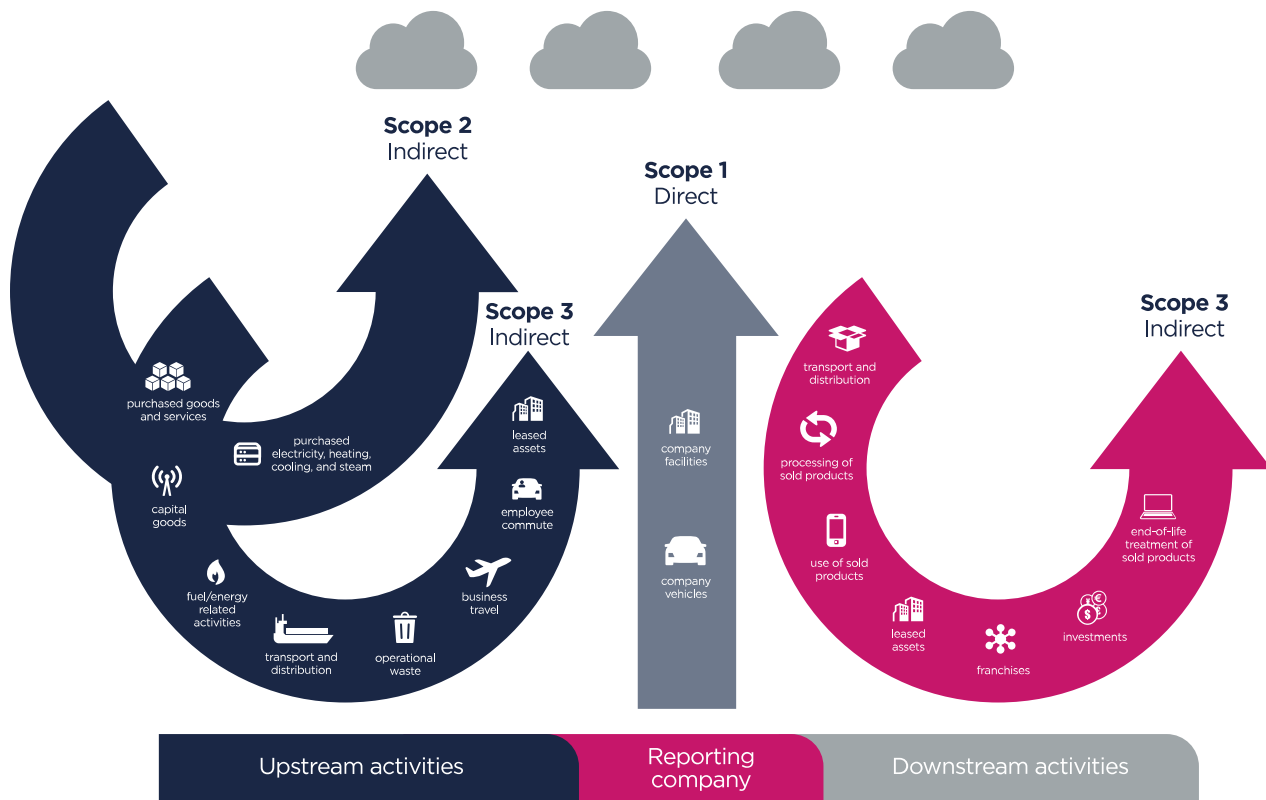 Scope 2
Indirect
Scope 1
Direct
Scope 3
Indirect
Scope 3
Indirect
purchased goods
and services
purchased
electricity, heating,
cooling, and steam
capital
goods
fuel/energy
related
activities
transport and
distribution
operational
waste
business
travel
employee
commute
leased
assets
company
facilities
company
vehicles
transport and
distribution
processing of
sold products
use of sold
products
leased
assets
franchises
investments
end-of-life
treatment of
sold products
¥
€
$
£
Upstream activities
Reporting
company
Downstream activities